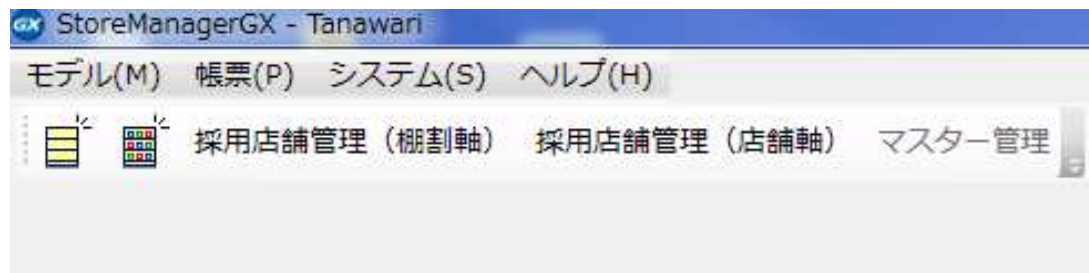 GX StoreManagerGX - Tanawari
モデル(M) 帳票(P) システム(S) ヘルプ(H)
採用店舗管理（棚割軸） 採用店舗管理（店舗軸） マスター管理